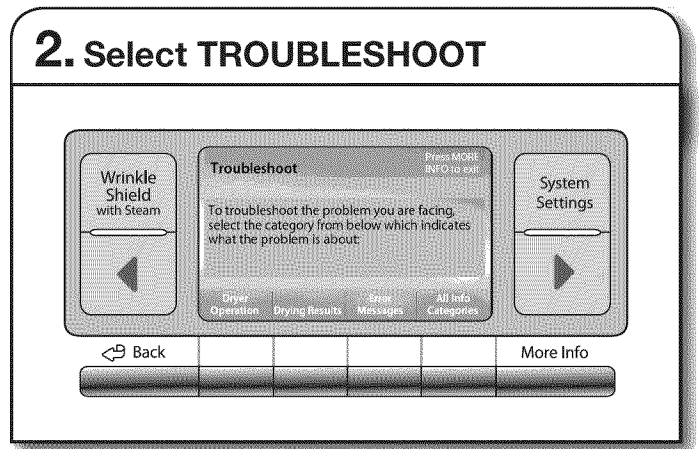 2. Select TROUBLESHOOT
Wrinkle
Shield
with Steam
Troubleshoot
Press MORE
INFO to exit
To troubleshoot the problem you are facing,
select the category from below which indicates
what the problem is about:
Dryer
Operation
Drying Results
Error
Messages
All Info
Categories
System
Settings
Back
More Info